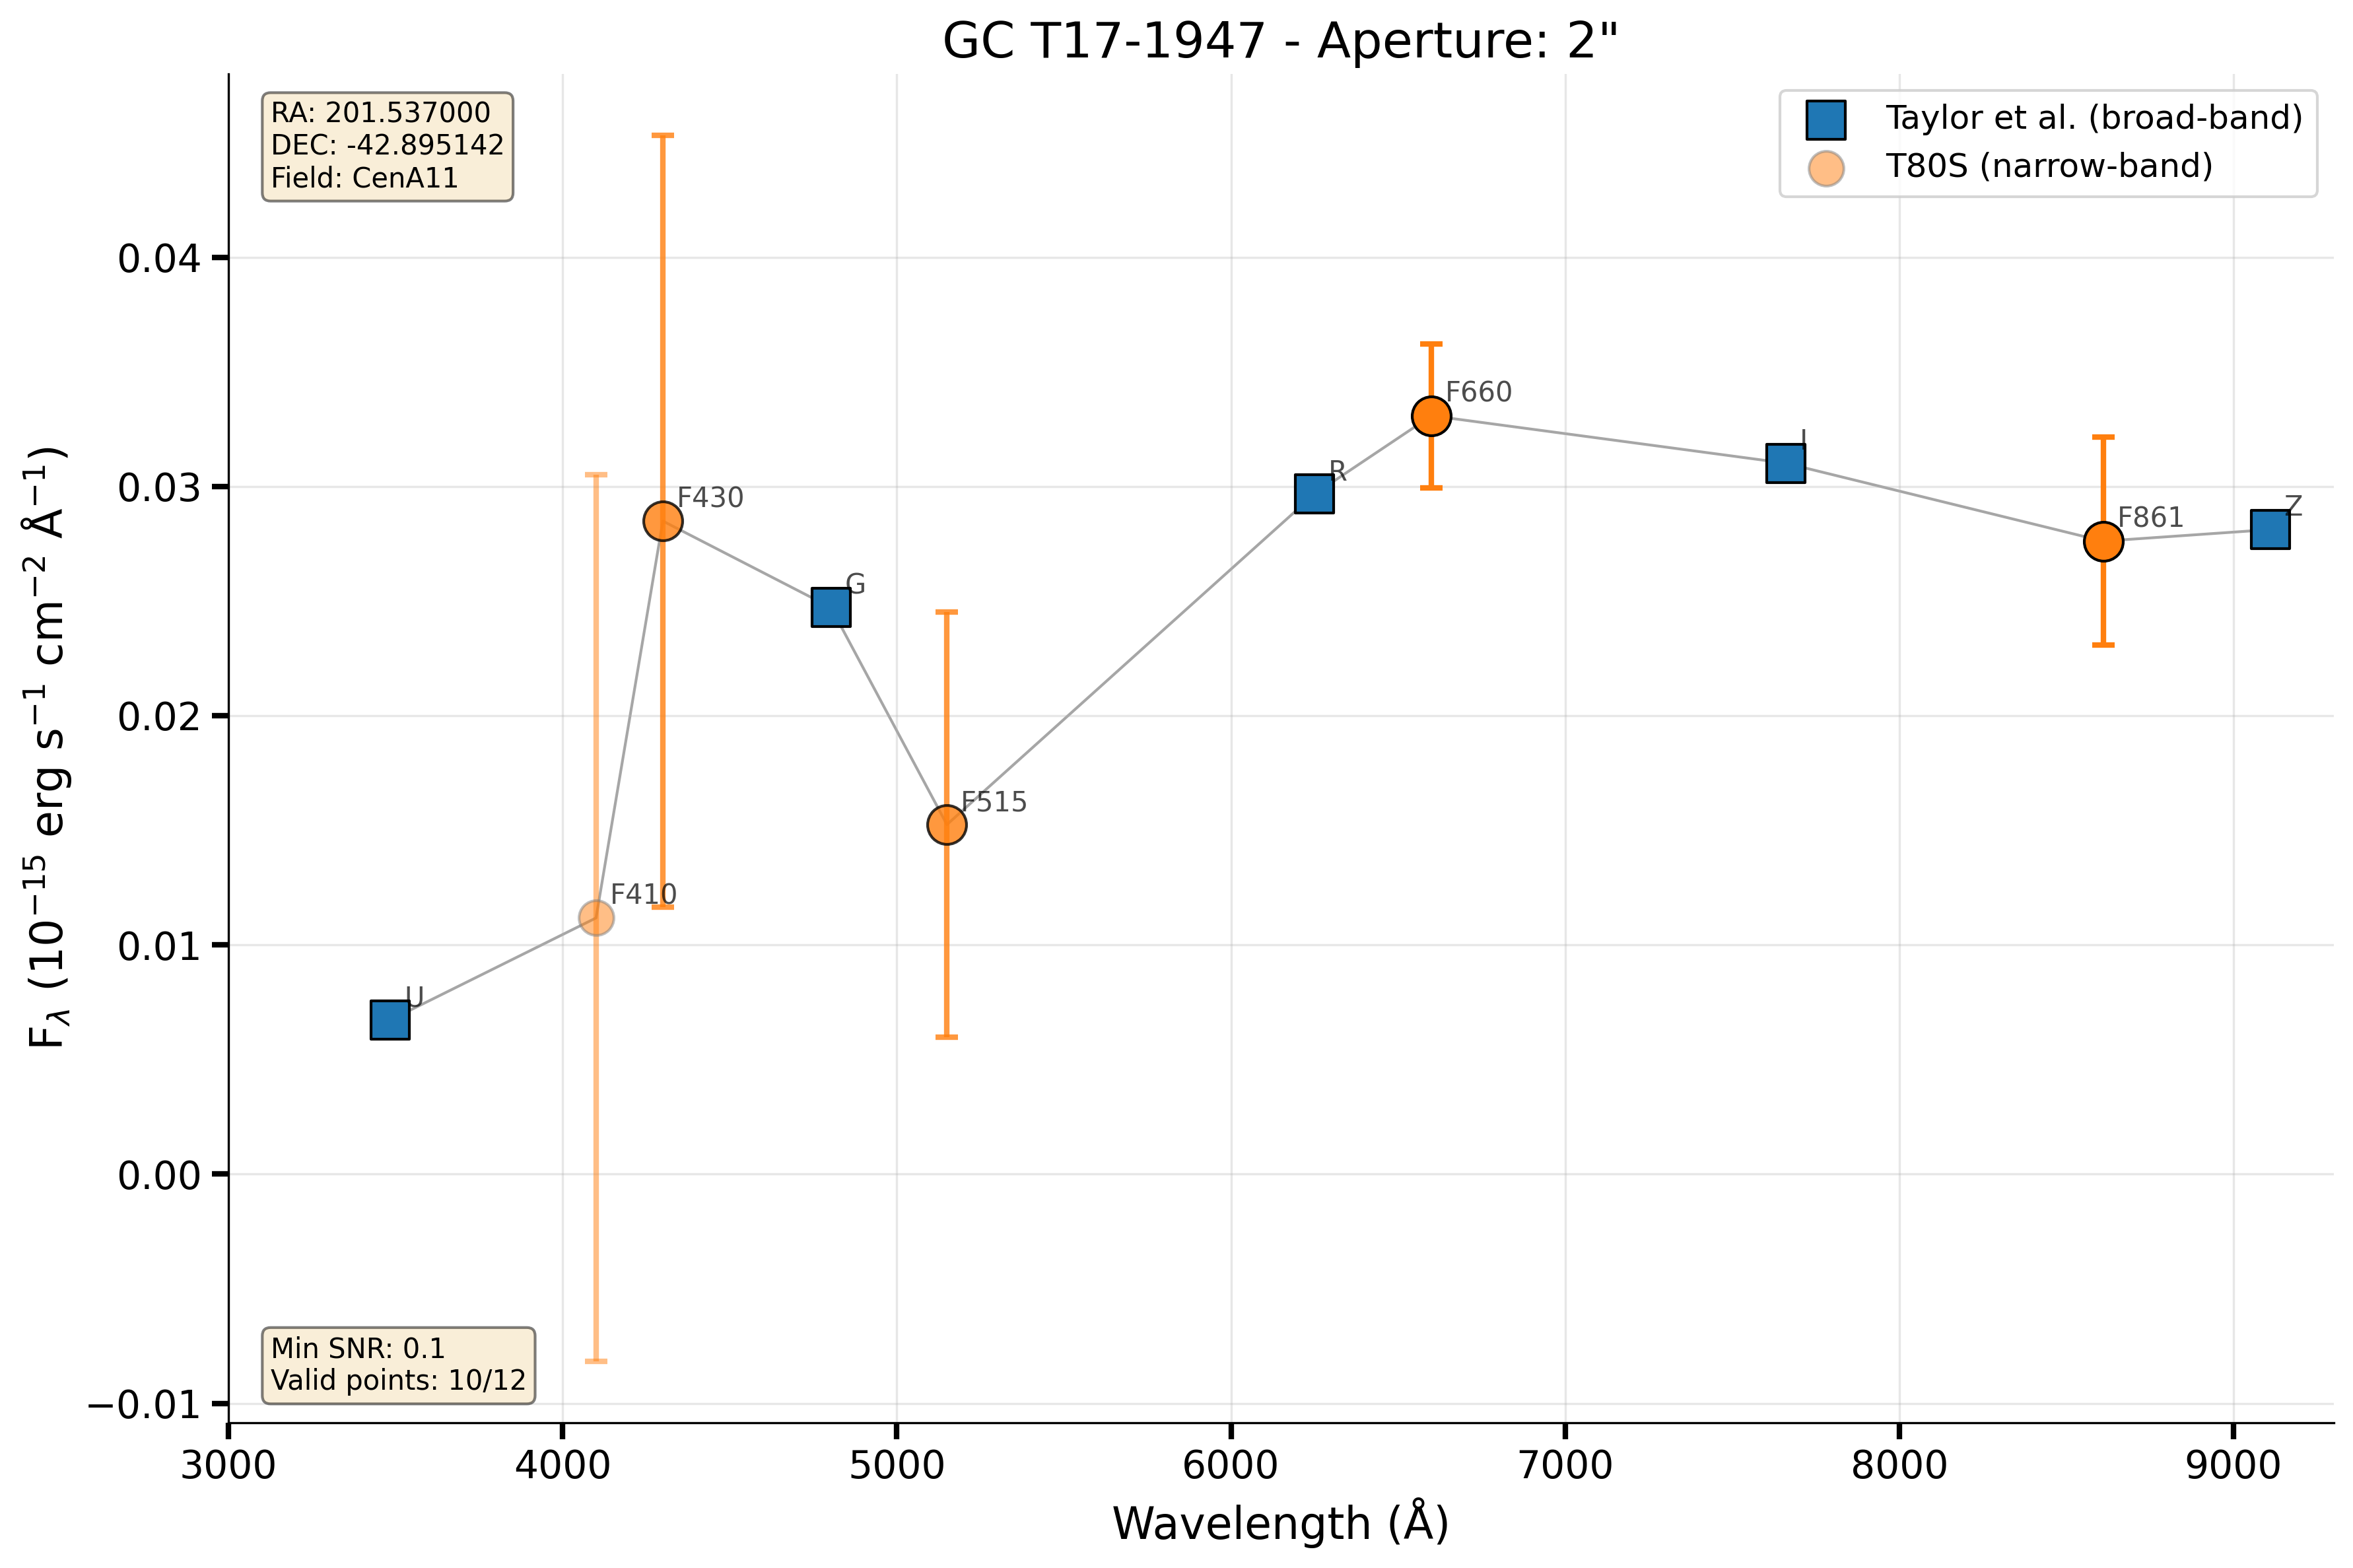 GC T17-1947 - Aperture: 2"
RA: 201.537000
DEC: -42.895142
Field: CenA11
Taylor et al. (broad-band)
T80S (narrow-band)
0.04
0.03
0.02
0.01
0.00
−0.01
F430
F660
R
I
F861
Z
G
F515
F410
U
Min SNR: 0.1
Valid points: 10/12
3000 4000 5000 6000 7000 8000 9000
Wavelength (Å)
Fλ (10⁻¹⁵ erg s⁻¹ cm⁻² Å⁻¹)